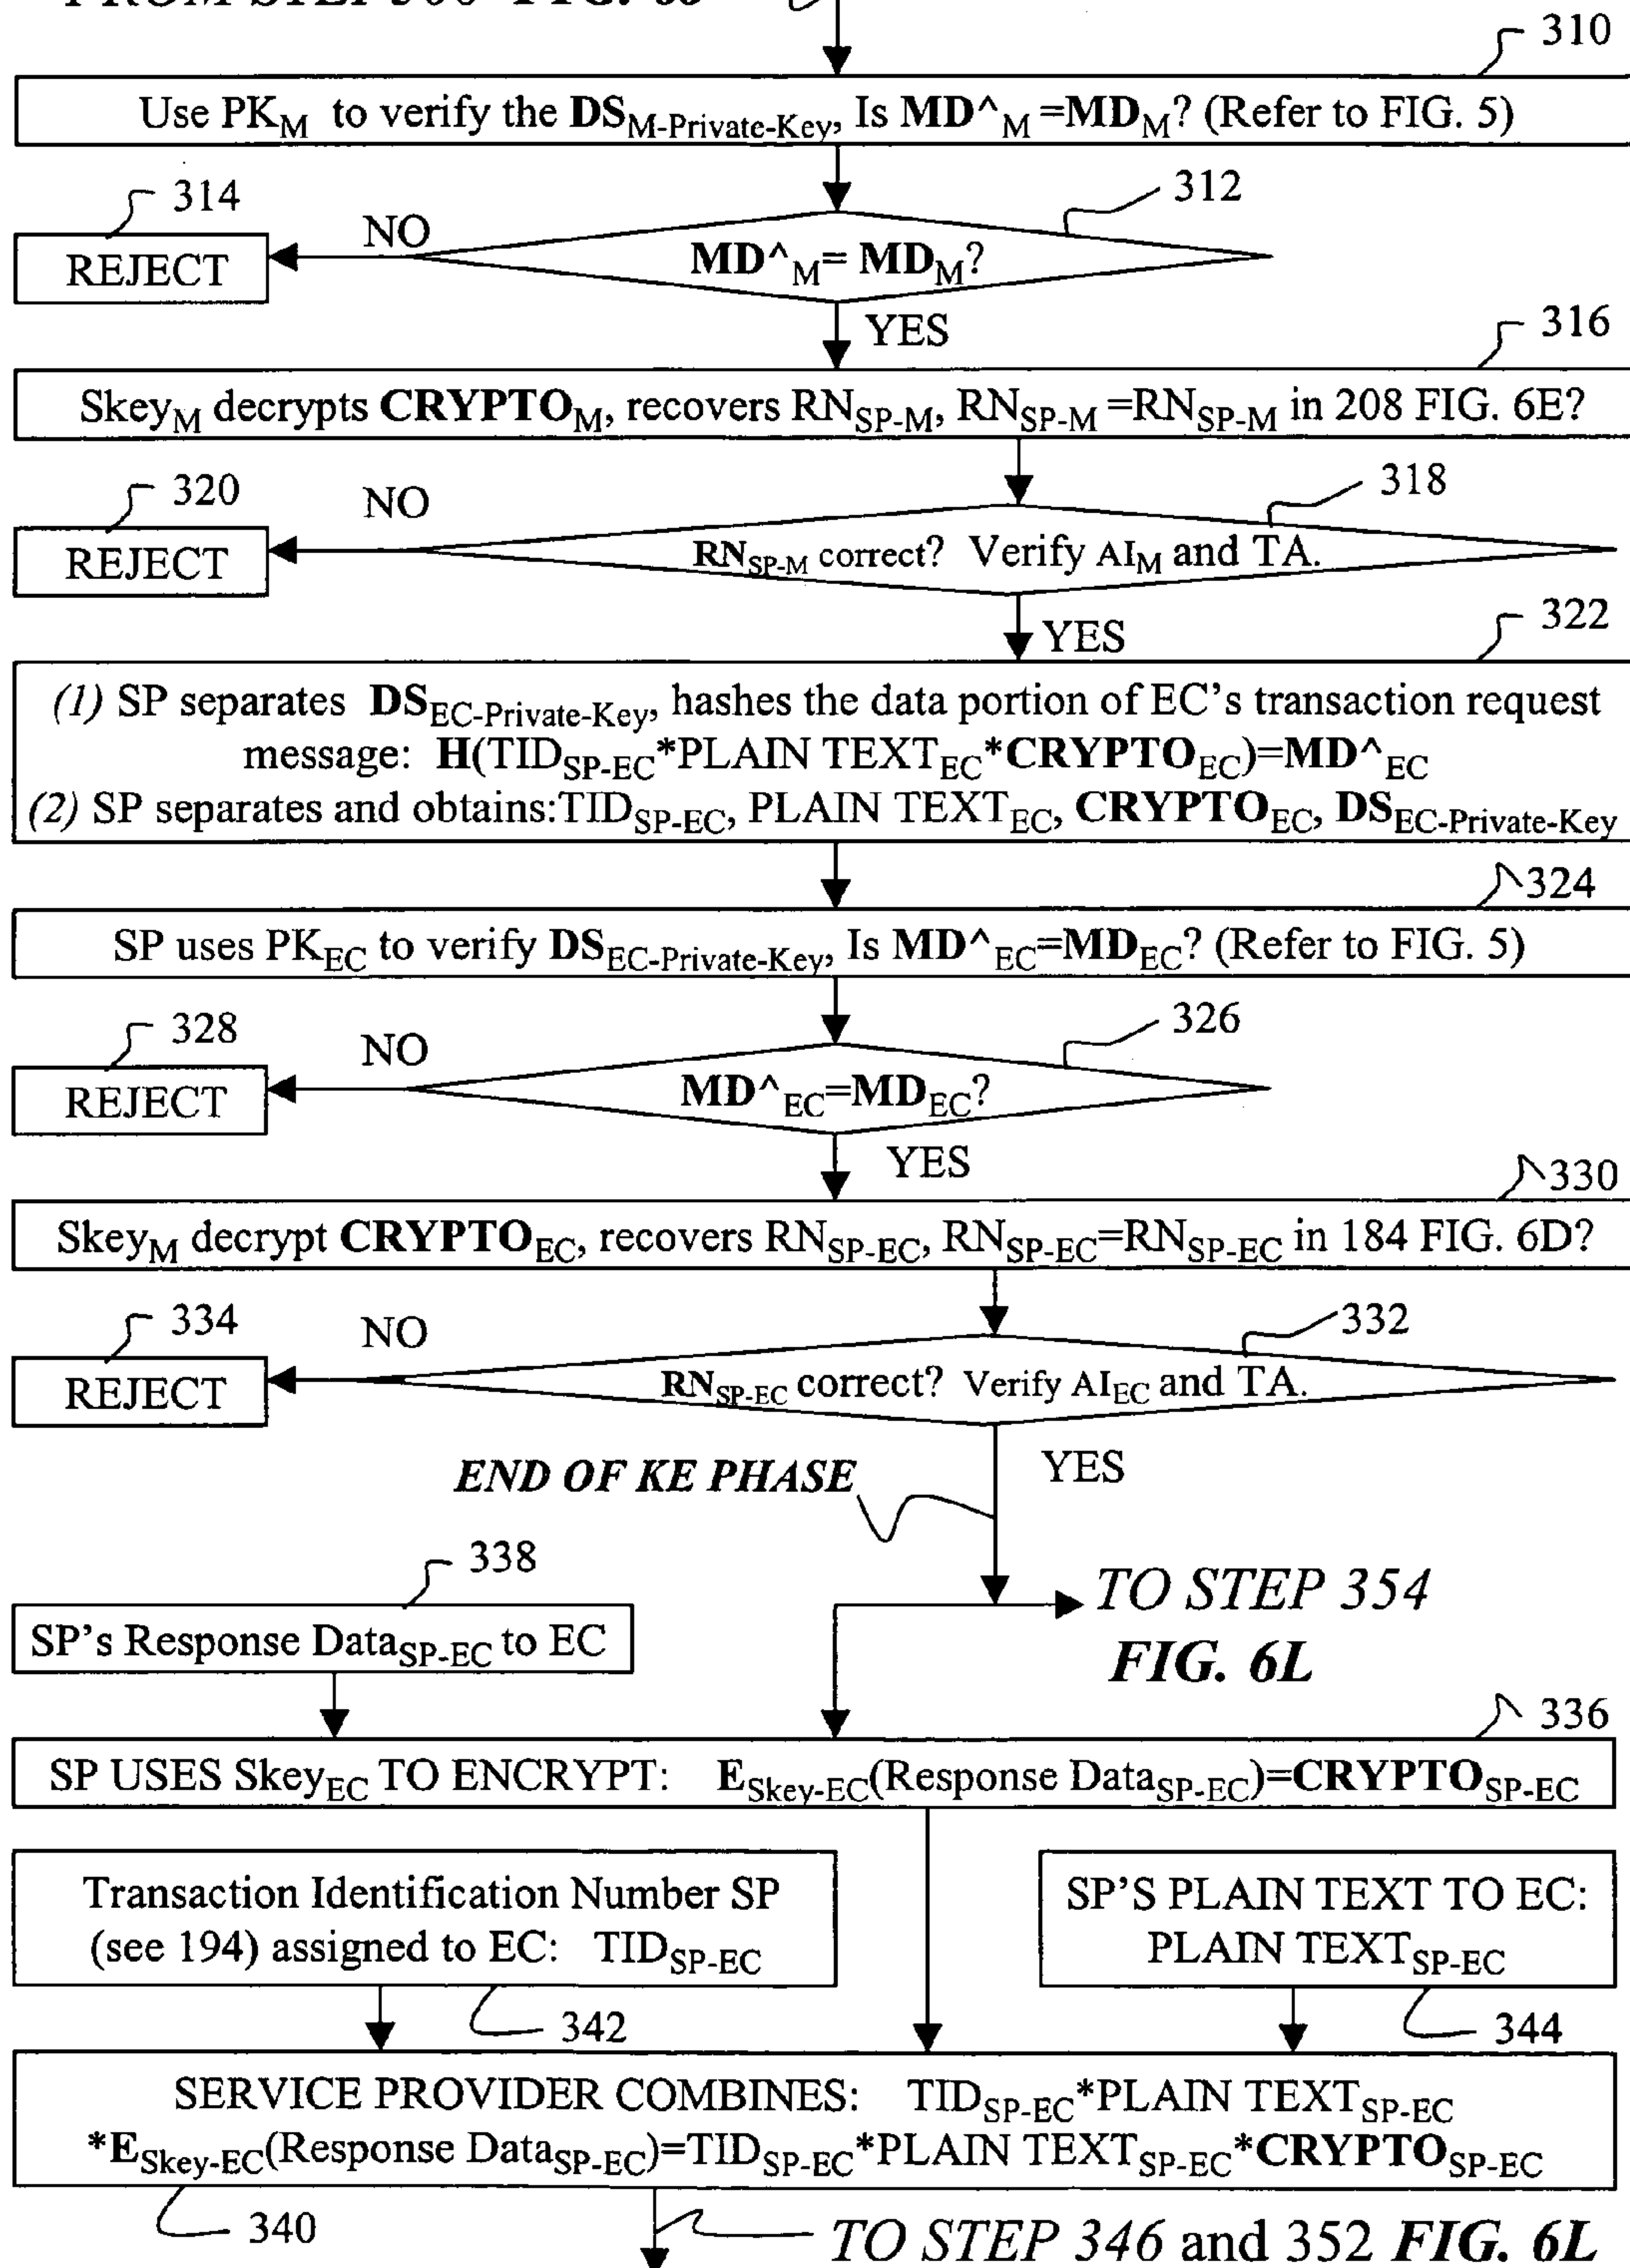 FROM STEP 300 FIG. 6J
310
Use PK_M to verify the DS_M-Private-Key, Is MD^_M =MD_M? (Refer to FIG. 5)
314
312
NO
REJECT
MD^_M= MD_M?
YES
316
Skey_M decrypts CRYPTO_M, recovers RN_SP-M, RN_SP-M =RN_SP-M in 208 FIG. 6E?
320
318
NO
REJECT
RN_SP-M correct? Verify AI_M and TA.
YES
322
(1) SP separates DS_EC-Private-Key, hashes the data portion of EC's transaction request
message: H(TID_SP-EC*PLAIN TEXT_EC*CRYPTO_EC)=MD^_EC
(2) SP separates and obtains:TID_SP-EC, PLAIN TEXT_EC, CRYPTO_EC, DS_EC-Private-Key
324
SP uses PK_EC to verify DS_EC-Private-Key, Is MD^_EC=MD_EC? (Refer to FIG. 5)
328
326
NO
REJECT
MD^_EC=MD_EC?
YES
330
Skey_M decrypt CRYPTO_EC, recovers RN_SP-EC, RN_SP-EC=RN_SP-EC in 184 FIG. 6D?
334
332
NO
REJECT
RN_SP-EC correct? Verify AI_EC and TA.
END OF KE PHASE
YES
338
TO STEP 354
SP's Response Data_SP-EC to EC
FIG. 6L
336
SP USES Skey_EC TO ENCRYPT: E_Skey-EC(Response Data_SP-EC)=CRYPTO_SP-EC
Transaction Identification Number SP
(see 194) assigned to EC: TID_SP-EC
SP'S PLAIN TEXT TO EC:
PLAIN TEXT_SP-EC
342
344
SERVICE PROVIDER COMBINES: TID_SP-EC*PLAIN TEXT_SP-EC
*E_Skey-EC(Response Data_SP-EC)=TID_SP-EC*PLAIN TEXT_SP-EC*CRYPTO_SP-EC
340
TO STEP 346 and 352 FIG. 6L